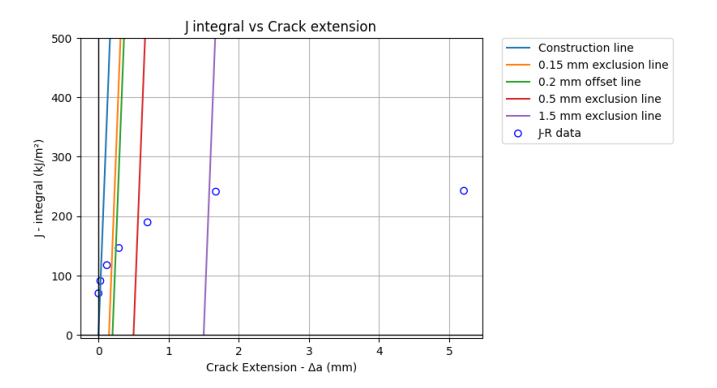 J integral vs Crack extension
500
400
300
200
100
0
J - integral (kJ/m²)
0 1 2 3 4 5
Crack Extension - Δa (mm)
Construction line
0.15 mm exclusion line
0.2 mm offset line
0.5 mm exclusion line
1.5 mm exclusion line
J-R data